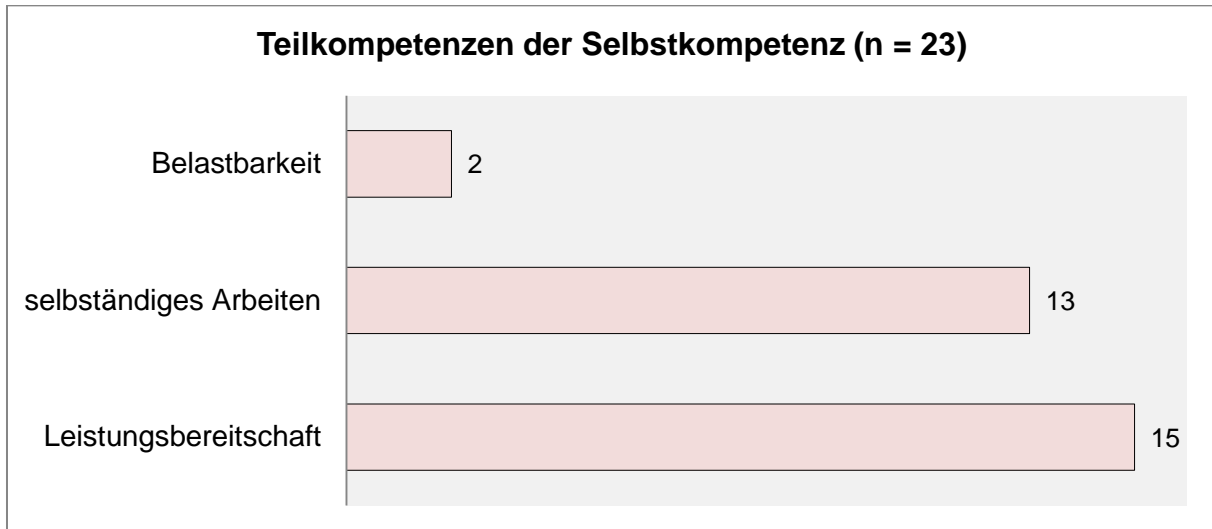 Teilkompetenzen der Selbstkompetenz (n = 23)
Belastbarkeit 2
selbständiges Arbeiten 13
Leistungsbereitschaft 15